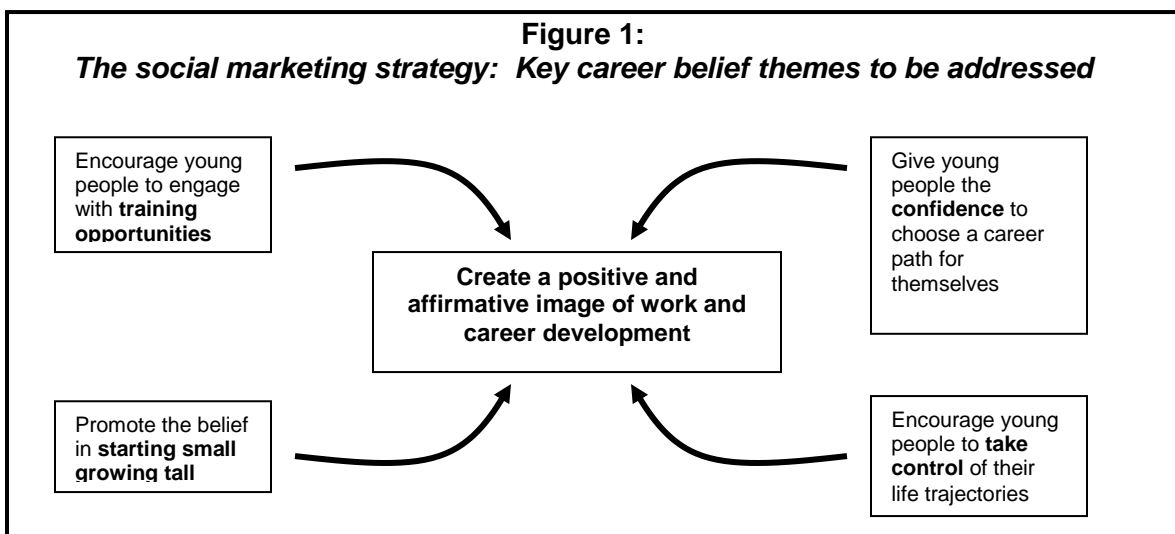 Figure 1:
The social marketing strategy:  Key career belief themes to be addressed
Encourage young
people to engage
with training
opportunities
Give young
people the
confidence to
choose a career
path for
themselves
Create a positive and
affirmative image of work and
career development
Promote the belief
in starting small
growing tall
Encourage young
people to take
control of their
life trajectories